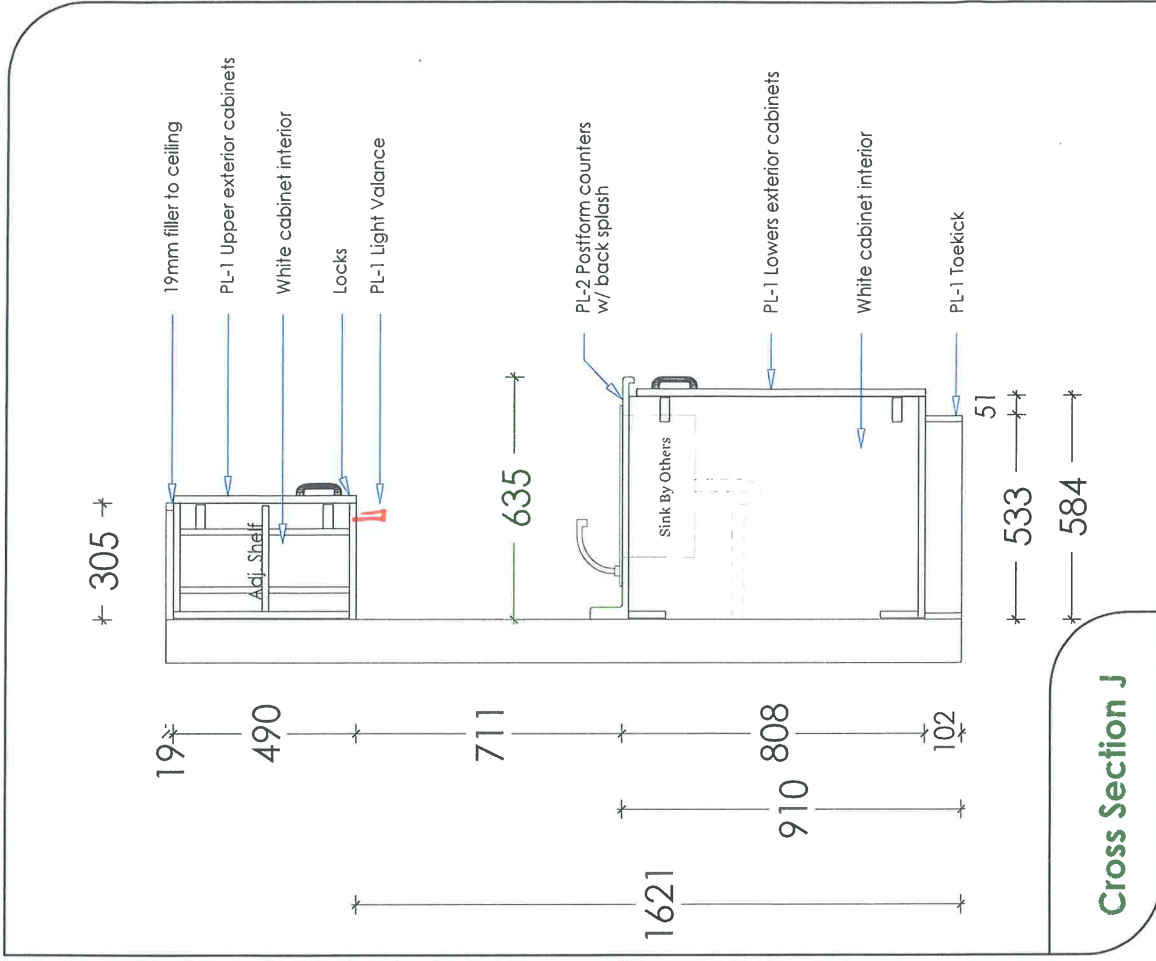 305
19mm filler to ceiling
PL-1 Upper exterior cabinets
White cabinet interior
Locks
PL-1 Light Valance
Adj. Shelf
19
490
711
808
102
910
1621
635
PL-2 Postform counters
w/ back splash
Sink By Others
PL-1 Lowers exterior cabinets
White cabinet interior
PL-1 Toekick
51
533
584
Cross Section J